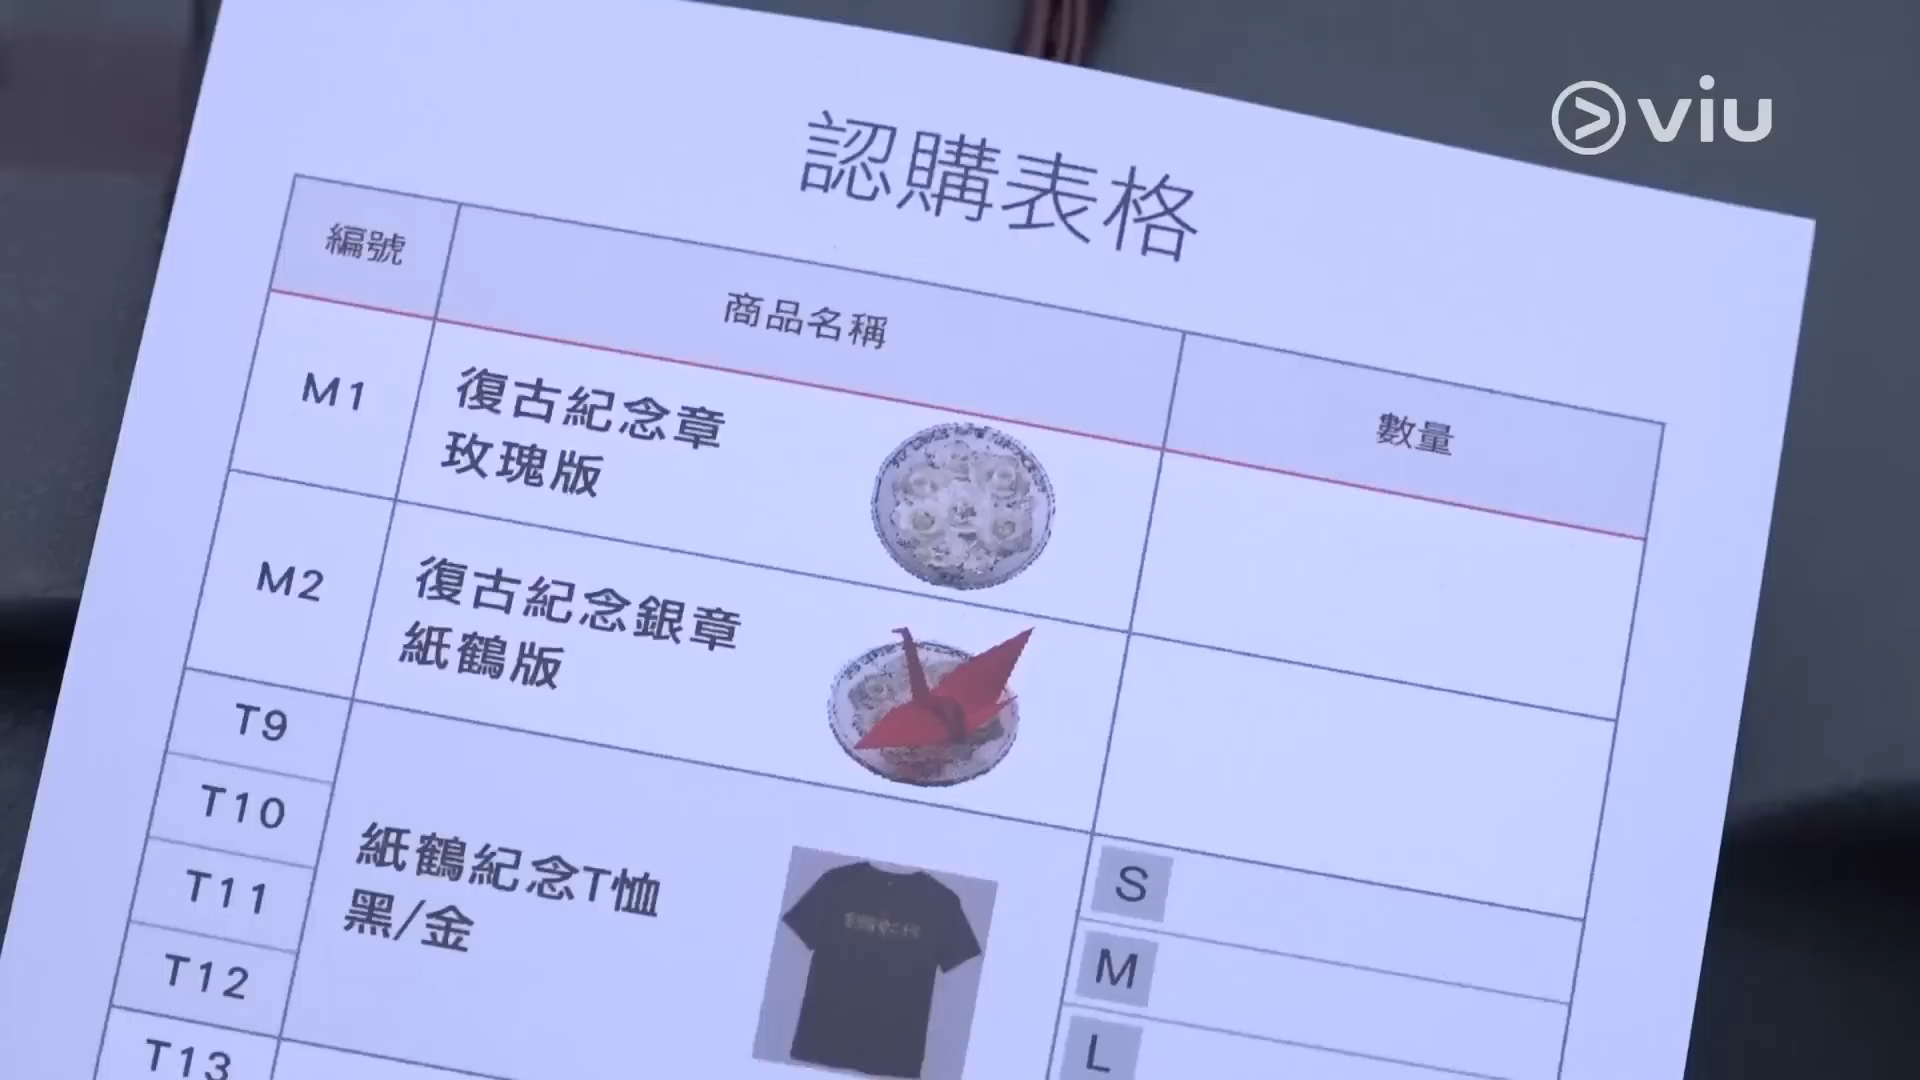 viu
認購表格
編號
商品名稱
數量
M1
復古紀念章
玫瑰版
M2
復古紀念銀章
紙鶴版
T9
T10
T11
T12
T13
紙鶴紀念T恤
黑/金
S
M
L